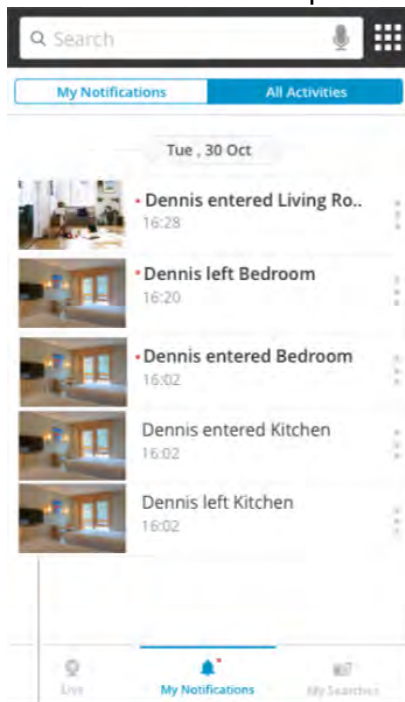 Search
My Notifications
All Activities
Tue , 30 Oct
Dennis entered Living Ro..
16:28
Dennis left Bedroom
16:20
Dennis entered Bedroom
16:02
Dennis entered Kitchen
16:02
Dennis left Kitchen
16:02
Live
My Notifications
My Searches